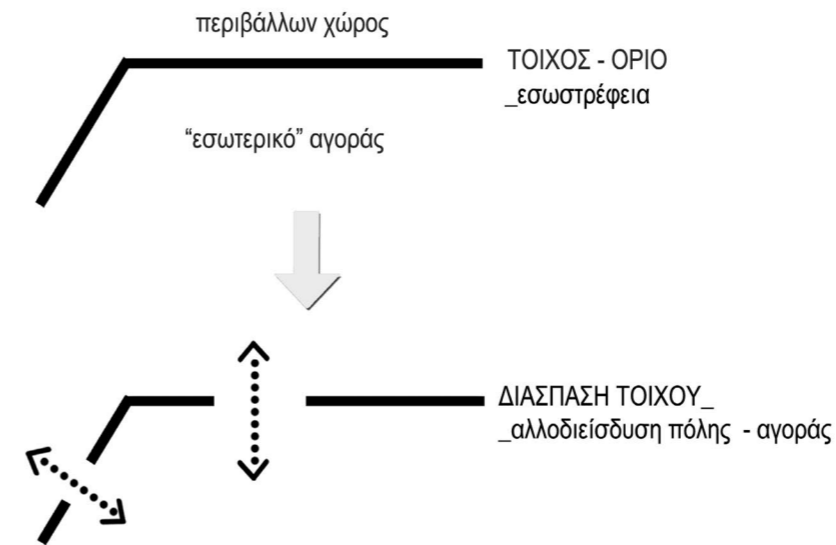 περιβάλλων χώρος
ΤΟΙΧΟΣ - ΟΡΙΟ
_εσωστρέφεια
“εσωτερικό” αγοράς
ΔΙΑΣΠΑΣΗ ΤΟΙΧΟΥ_
_αλλοδιείσδυση πόλης - αγοράς